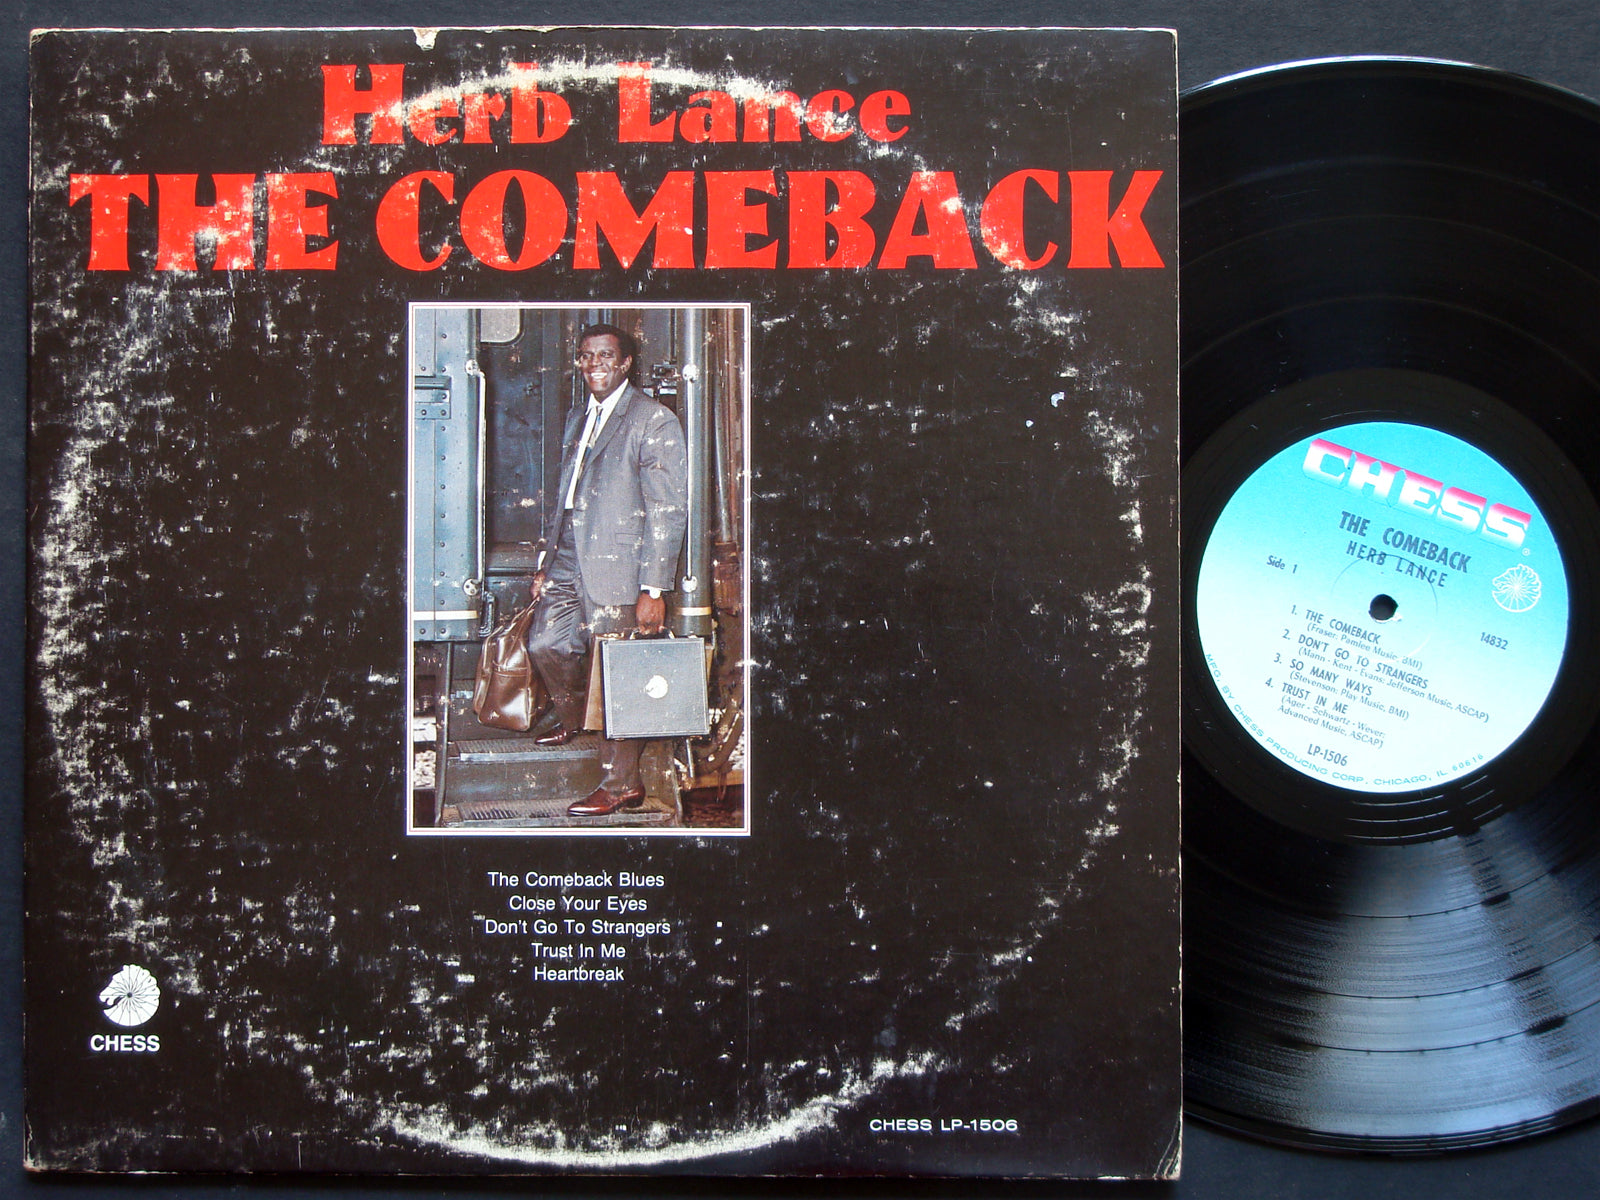 Herb Lance
THE COMEBACK
The Comeback Blues
Close Your Eyes
Don't Go To Strangers
Trust In Me
Heartbreak
CHESS
CHESS LP-1506
CHESS
®
THE COMEBACK
HERB LANCE
Side 1
14832
1. THE COMEBACK
(Fraser: Pamlee Music, BMI)
2. DON'T GO TO STRANGERS
(Mann - Kent - Evans: Jefferson Music, ASCAP)
3. SO MANY WAYS
(Stevenson: Play Music, BMI)
4. TRUST IN ME
(Ager - Schwartz - Wever:
Advanced Music, ASCAP)
LP-1506
MFG. BY CHESS PRODUCING CORP., CHICAGO, IL 60616